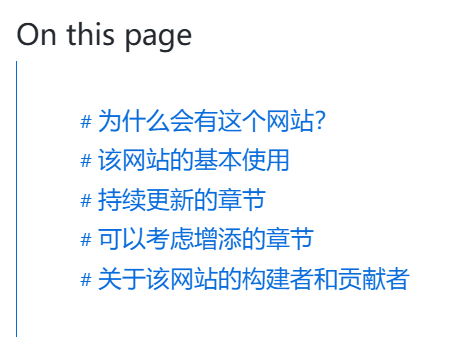 On this page
# 为什么会有这个网站？
# 该网站的基本使用
# 持续更新的章节
# 可以考虑增添的章节
# 关于该网站的构建者和贡献者